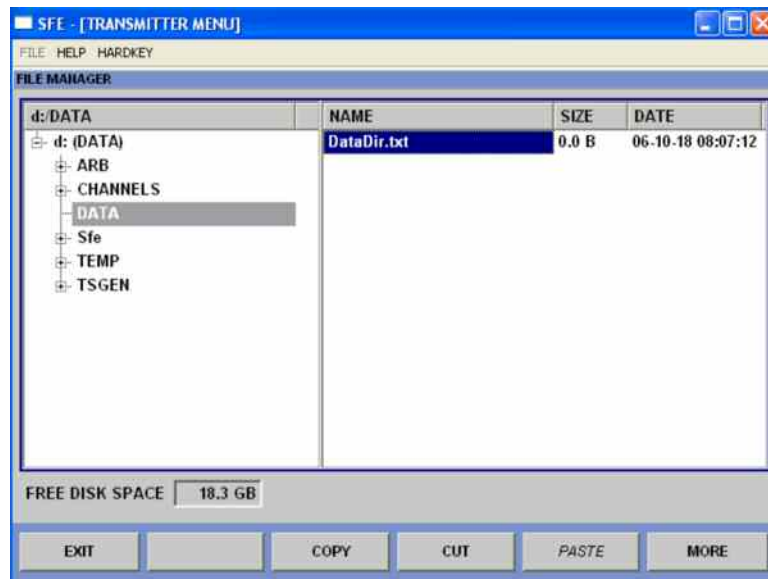 SFE - [TRANSMITTER MENU]
FILE HELP HARDKEY
FILE MANAGER
d:/DATA NAME SIZE DATE
d: (DATA) DataDir.txt 0.0 B 06-10-18 08:07:12
ARB
CHANNELS
DATA
Sfe
TEMP
TSGEN
FREE DISK SPACE 18.3 GB
EXIT COPY CUT PASTE MORE